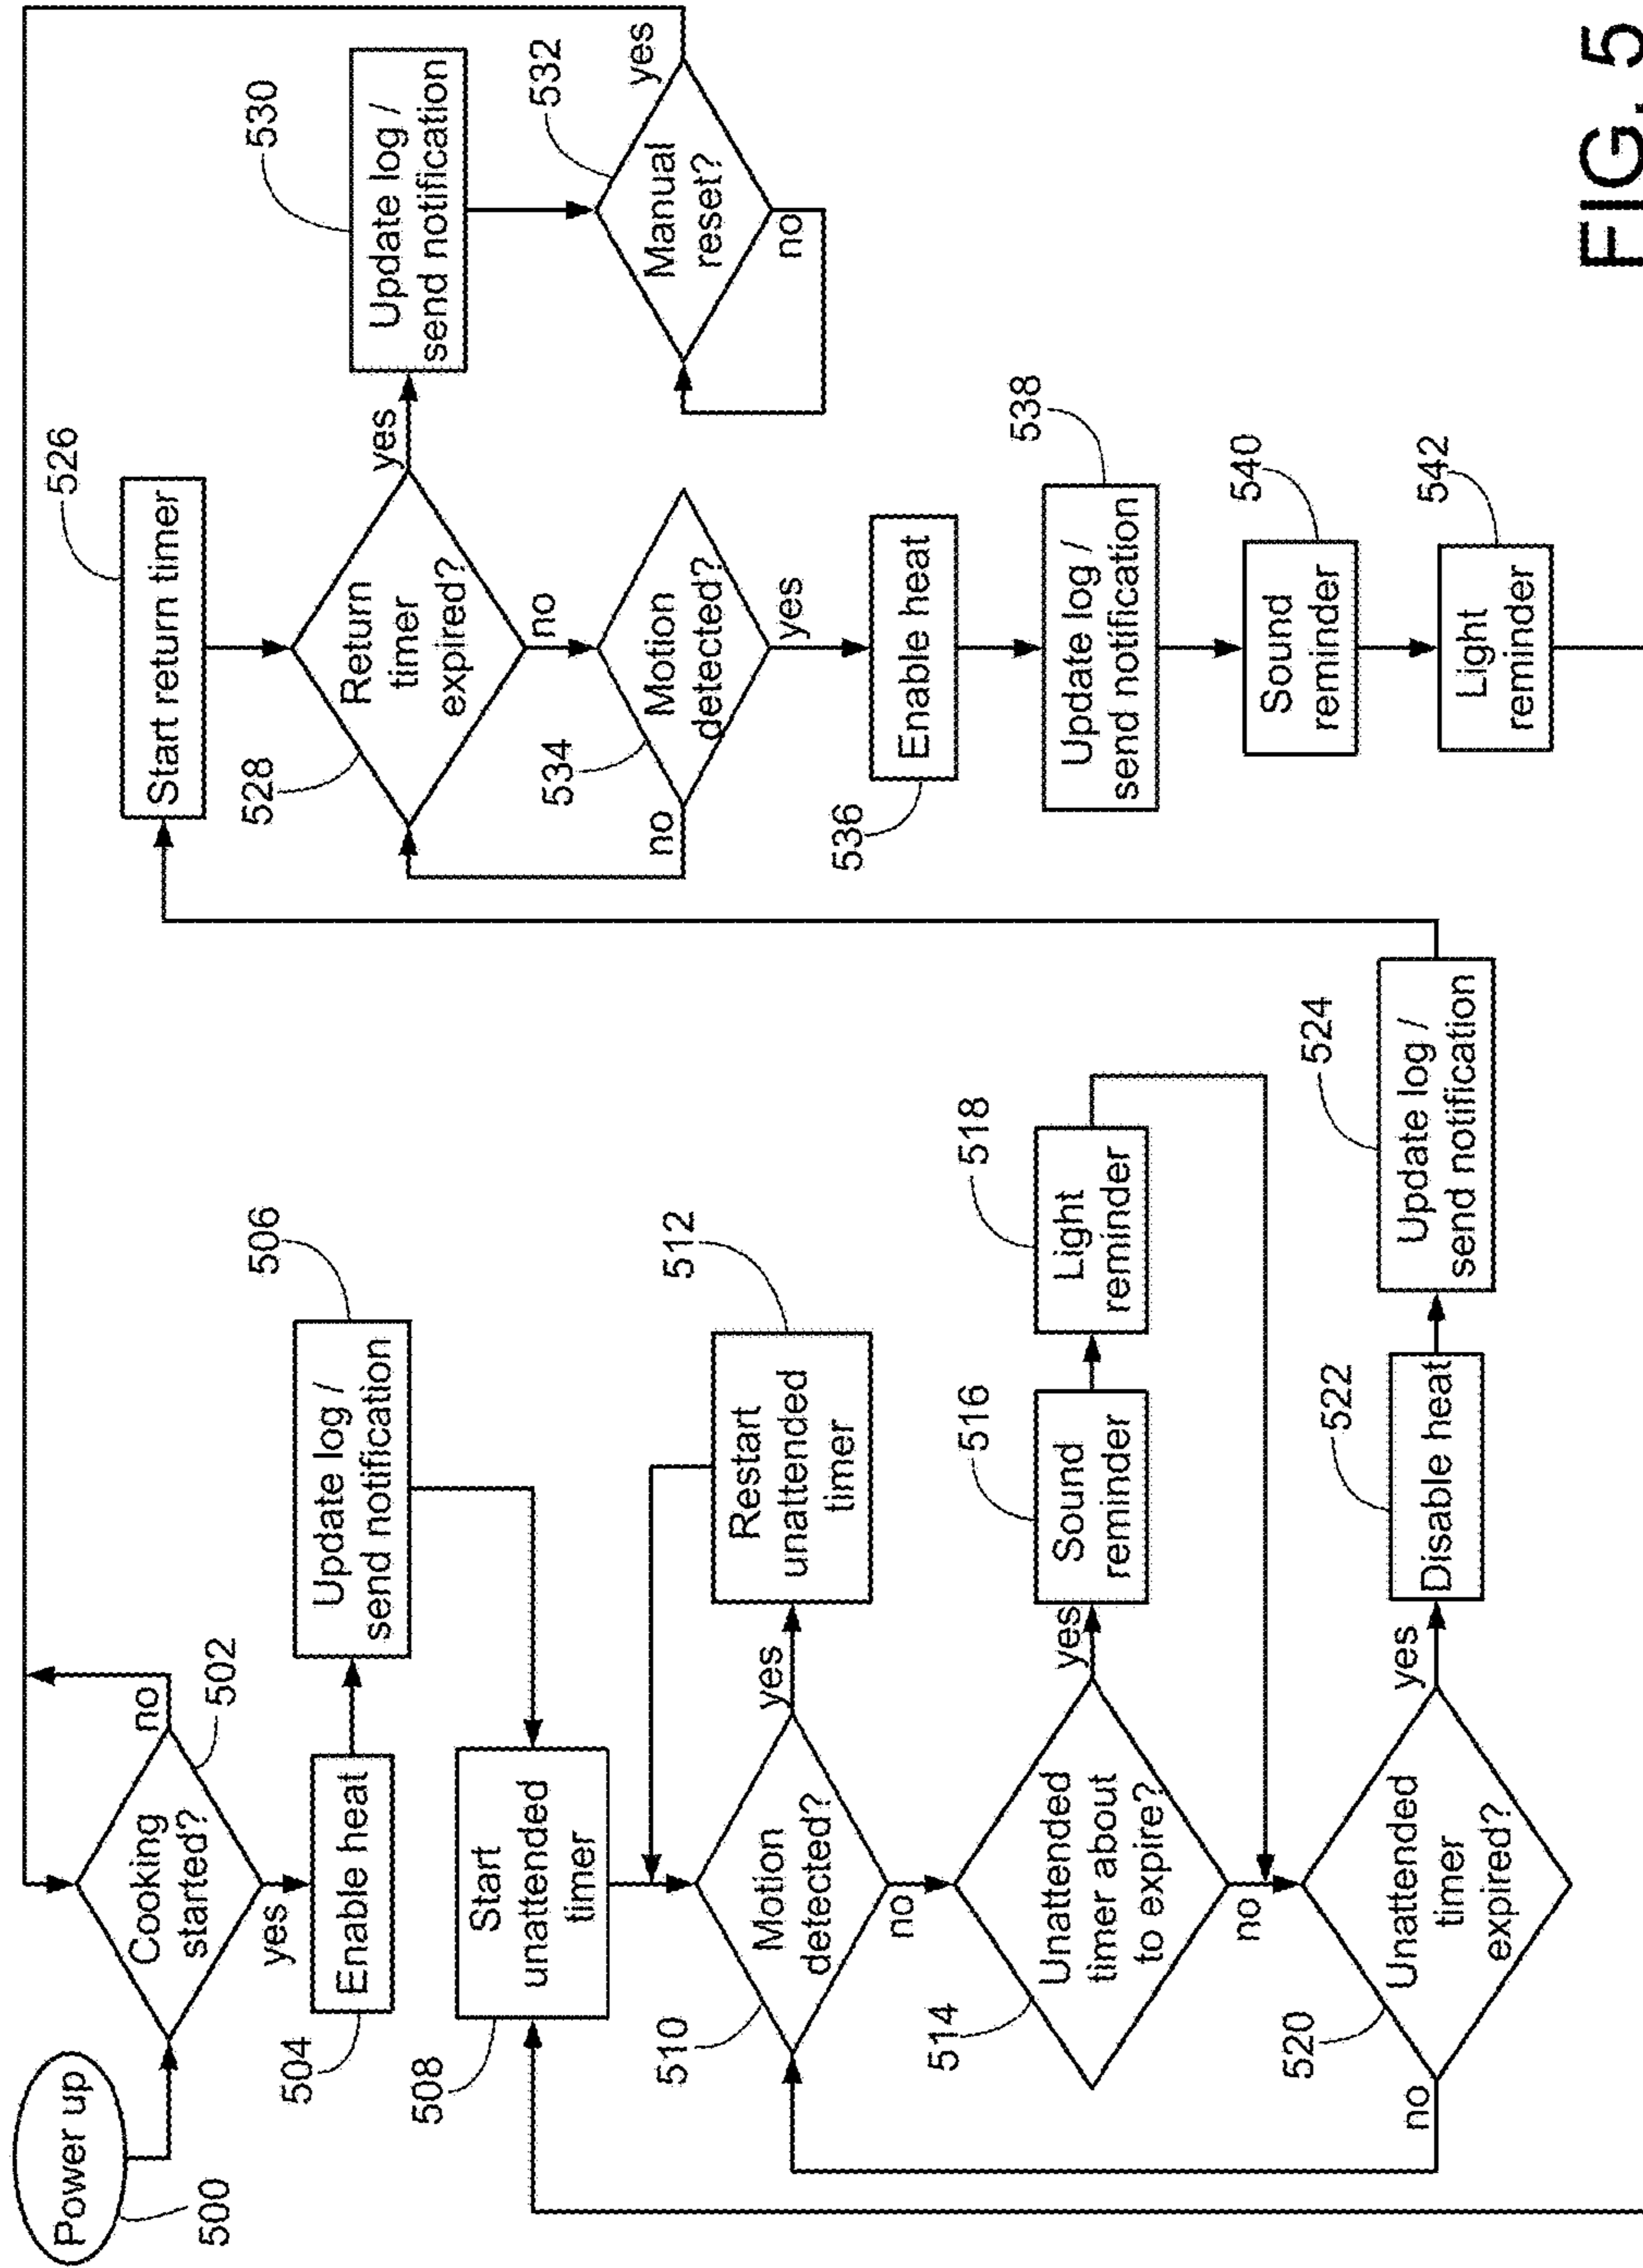 Power up
500
Cooking
started?
502
no
yes
Enable heat
504
Update log /
send notification
506
Start
unattended
timer
508
Motion
detected?
510
yes
no
Restart
unattended
timer
512
Unattended
timer about
to expire?
514
yes
no
Sound
reminder
516
Light
reminder
518
Unattended
timer
expired?
520
no
yes
Disable heat
522
Update log /
send notification
524
Start return timer
526
Return
timer
expired?
528
yes
no
Update log /
send notification
530
Manual
reset?
532
yes
no
Motion
detected?
534
no
yes
Enable heat
536
Update log /
send notification
538
Sound
reminder
540
Light
reminder
542
FIG. 5